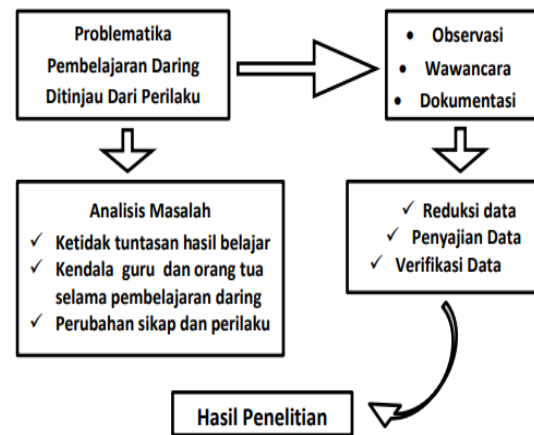 Problematika
Pembelajaran Daring
Ditinjau Dari Perilaku
• Observasi
• Wawancara
• Dokumentasi
Analisis Masalah
✓ Ketidak tuntasan hasil belajar
✓ Kendala guru dan orang tua
selama pembelajaran daring
✓ Perubahan sikap dan perilaku
✓ Reduksi data
✓ Penyajian Data
✓ Verifikasi Data
Hasil Penelitian